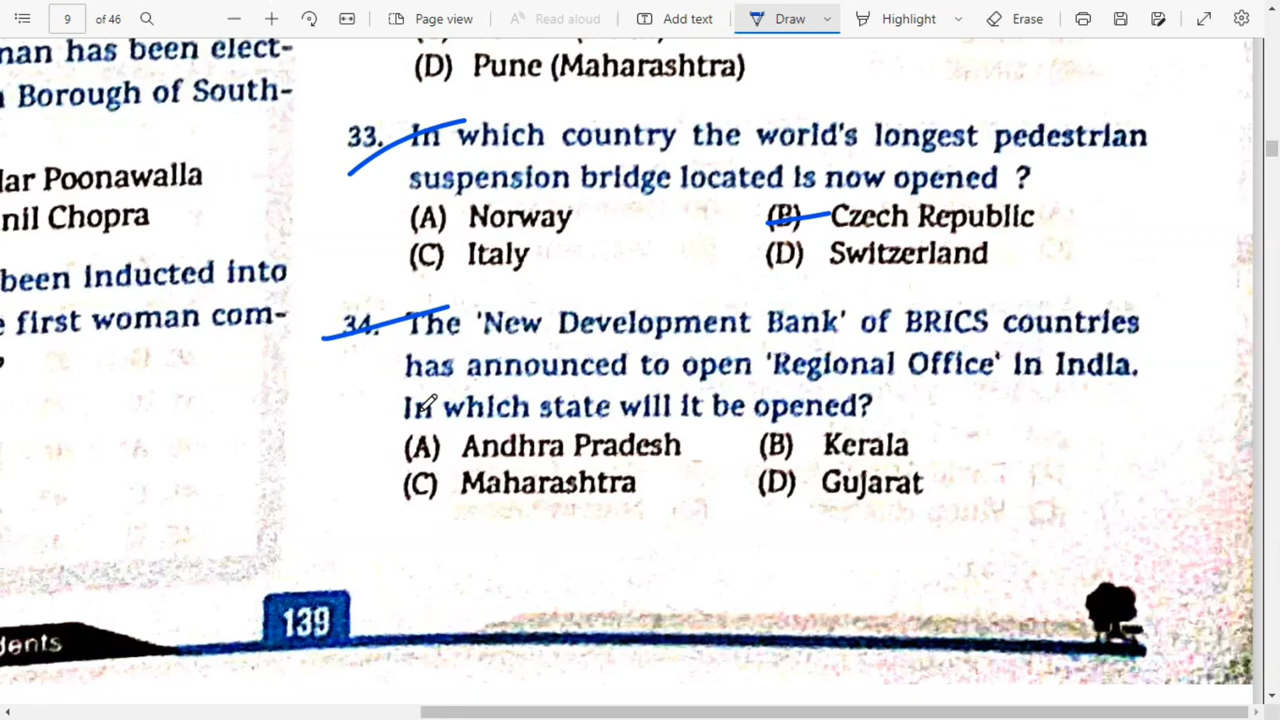 9 of 46 Page view Read aloud Add text Draw Highlight Erase
man has been elect-
Borough of South-
Poonawalla
Chopra
been inducted into
first woman com-
?
(D) Pune (Maharashtra)
33. In which country the world's longest pedestrian
suspension bridge located is now opened ?
(A) Norway (B) Czech Republic
(C) Italy (D) Switzerland
34. The 'New Development Bank' of BRICS countries
has announced to open 'Regional Office' in India.
In which state will it be opened?
(A) Andhra Pradesh (B) Kerala
(C) Maharashtra (D) Gujarat
139